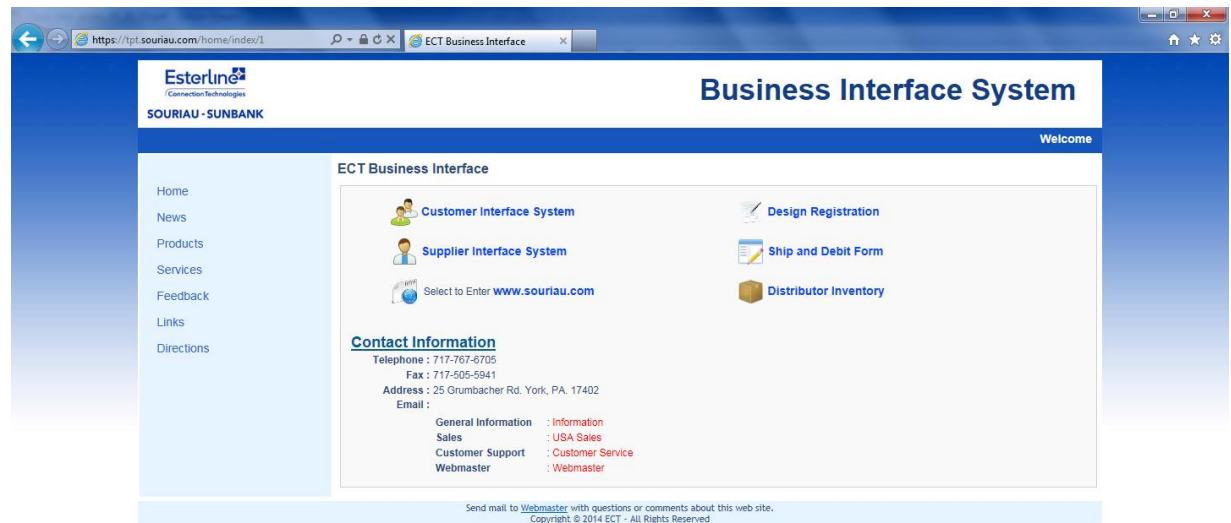 https://tpt.souriau.com/home/index/1
ECT Business Interface
Esterline
Connection Technologies
SOURIAU - SUNBANK
Business Interface System
Welcome
ECT Business Interface
Home
News
Products
Services
Feedback
Links
Directions
Customer Interface System
Design Registration
Supplier Interface System
Ship and Debit Form
Select to Enter www.souriau.com
Distributor Inventory
Contact Information
Telephone : 717-767-6705
Fax : 717-505-5941
Address : 25 Grumbacher Rd. York, PA. 17402
Email :
General Information : Information
Sales : USA Sales
Customer Support : Customer Service
Webmaster : Webmaster
Send mail to Webmaster with questions or comments about this web site.
Copyright © 2014 ECT - All Rights Reserved